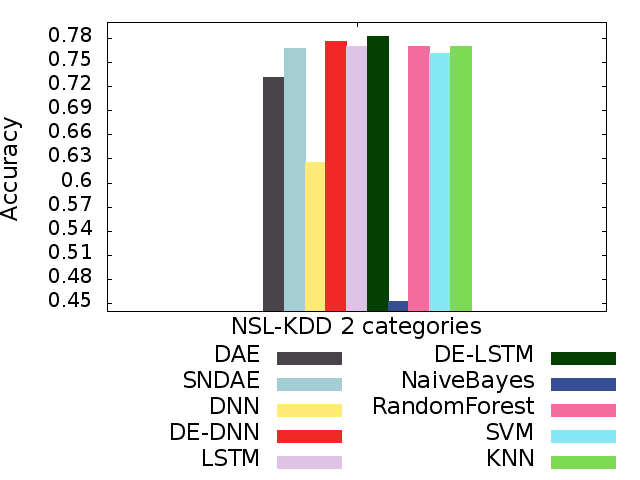 0.78
0.75
0.72
0.69
0.66
0.63
0.6
0.57
0.54
0.51
0.48
0.45
Accuracy
NSL-KDD 2 categories
DAE
SNDAE
DNN
DE-DNN
LSTM
DE-LSTM
NaiveBayes
RandomForest
SVM
KNN